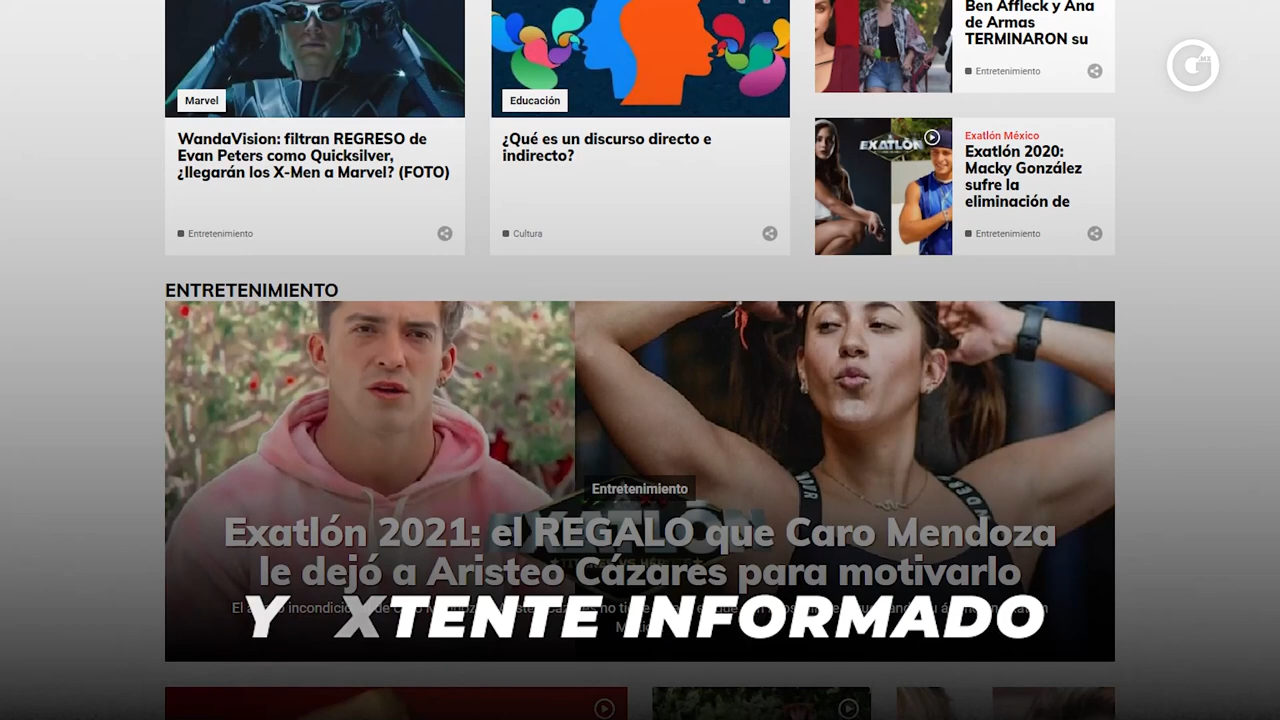 Ben Affleck y Ana
de Armas
TERMINARON su
Entretenimiento
G MX
Marvel
WandaVision: filtran REGRESO de
Evan Peters como Quicksilver,
¿llegarán los X-Men a Marvel? (FOTO)
Entretenimiento
Educación
¿Qué es un discurso directo e
indirecto?
Cultura
EXATLÓN
Exatlón México
Exatlón 2020:
Macky González
sufre la
eliminación de
Entretenimiento
ENTRETENIMIENTO
Entretenimiento
Exatlón 2021: el REGALO que Caro Mendoza
le dejó a Aristeo Cázares para motivarlo
Y XTENTE INFORMADO